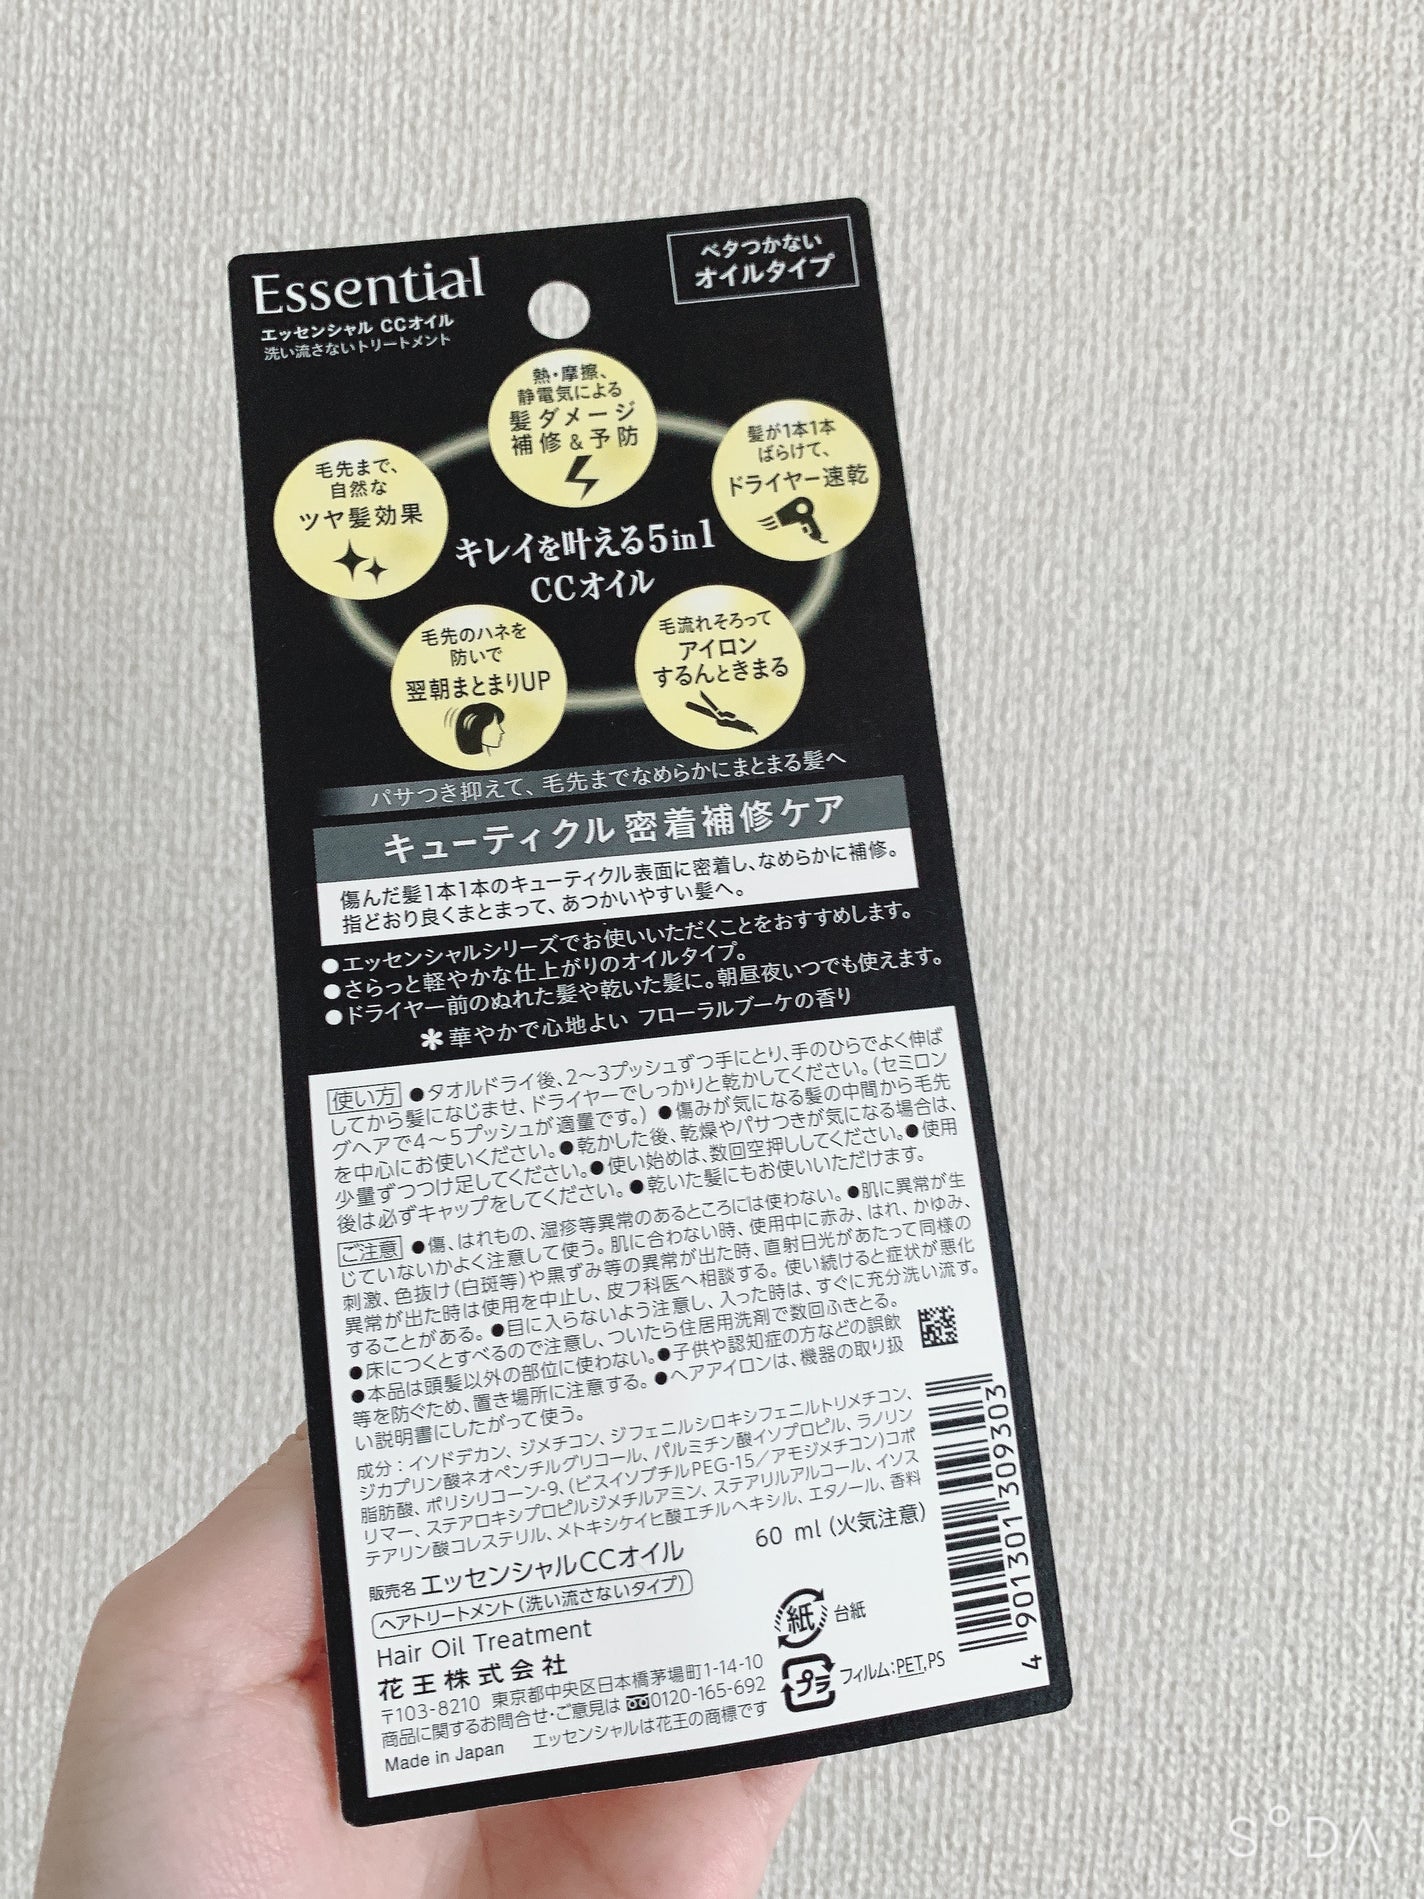 Essential
エッセンシャル CCオイル
洗い流さないトリートメント
ベタつかない
オイルタイプ
熱・摩擦、
静電気による
髪ダメージ
補修&予防
髪が1本1本
ばらけて、
ドライヤー速乾
毛先まで、
自然な
ツヤ髪効果
キレイを叶える5in1
CCオイル
毛先のハネを
防いで
翌朝まとまりUP
毛流れそろって
アイロン
するんときまる
パサつき抑えて、毛先までなめらかにまとまる髪へ
キューティクル 密着補修ケア
傷んだ髪1本1本のキューティクル表面に密着し、なめらかに補修。
指どおり良くまとまって、あつかいやすい髪へ。
●エッセンシャルシリーズでお使いいただくことをおすすめします。
●さらっと軽やかな仕上がりのオイルタイプ。
●ドライヤー前のぬれた髪や乾いた髪に。朝昼夜いつでも使えます。
✻華やかで心地よい フローラルブーケの香り
使い方 ●タオルドライ後、2〜3プッシュずつ手にとり、手のひらでよく伸ば
してから髪になじませ、ドライヤーでしっかりと乾かしてください。(セミロン
グヘアで4〜5プッシュが適量です。) ●傷みが気になる髪の中間から毛先
を中心にお使いください。●乾かした後、乾燥やパサつきが気になる場合は、
少量ずつつけ足してください。●使い始めは、数回空押ししてください。●使用
後は必ずキャップをしてください。 ●乾いた髪にもお使いいただけます。
ご注意 ●傷、はれもの、湿疹等異常のあるところには使わない。●肌に異常が生
じていないかよく注意して使う。肌に合わない時、使用中に赤み、はれ、かゆみ、
刺激、色抜け(白斑等)や黒ずみ等の異常が出た時、直射日光があたって同様の
異常が出た時は使用を中止し、皮フ科医へ相談する。使い続けると症状が悪化
することがある。●目に入らないよう注意し、入った時は、すぐに充分洗い流す。
●床につくとすべるので注意し、ついたら住居用洗剤で数回ふきとる。
●本品は頭髪以外の部位に使わない。●子供や認知症の方などの誤飲
等を防ぐため、置き場所に注意する。●ヘアアイロンは、機器の取り扱
い説明書にしたがって使う。
成分：イソドデカン、ジメチコン、ジフェニルシロキシフェニルトリメチコン、
ジカプリン酸ネオペンチルグリコール、パルミチン酸イソプロピル、ラノリン
脂肪酸、ポリシリコーン-9、(ビスイソブチルPEG-15/アモジメチコン)コポ
リマー、ステアロキシプロピルジメチルアミン、ステアリルアルコール、イソス
テアリン酸コレステリル、メトキシケイヒ酸エチルヘキシル、エタノール、香料
販売名 エッセンシャルCCオイル
60 ml (火気注意)
ヘアトリートメント(洗い流さないタイプ)
Hair Oil Treatment
花王株式会社
〒103-8210 東京都中央区日本橋茅場町1-14-10
商品に関するお問合せ・ご意見は 0120-165-692
Made in Japan エッセンシャルは花王の商標です
紙 台紙
プラ フィルム:PET,PS
4 901301 309303
SODA